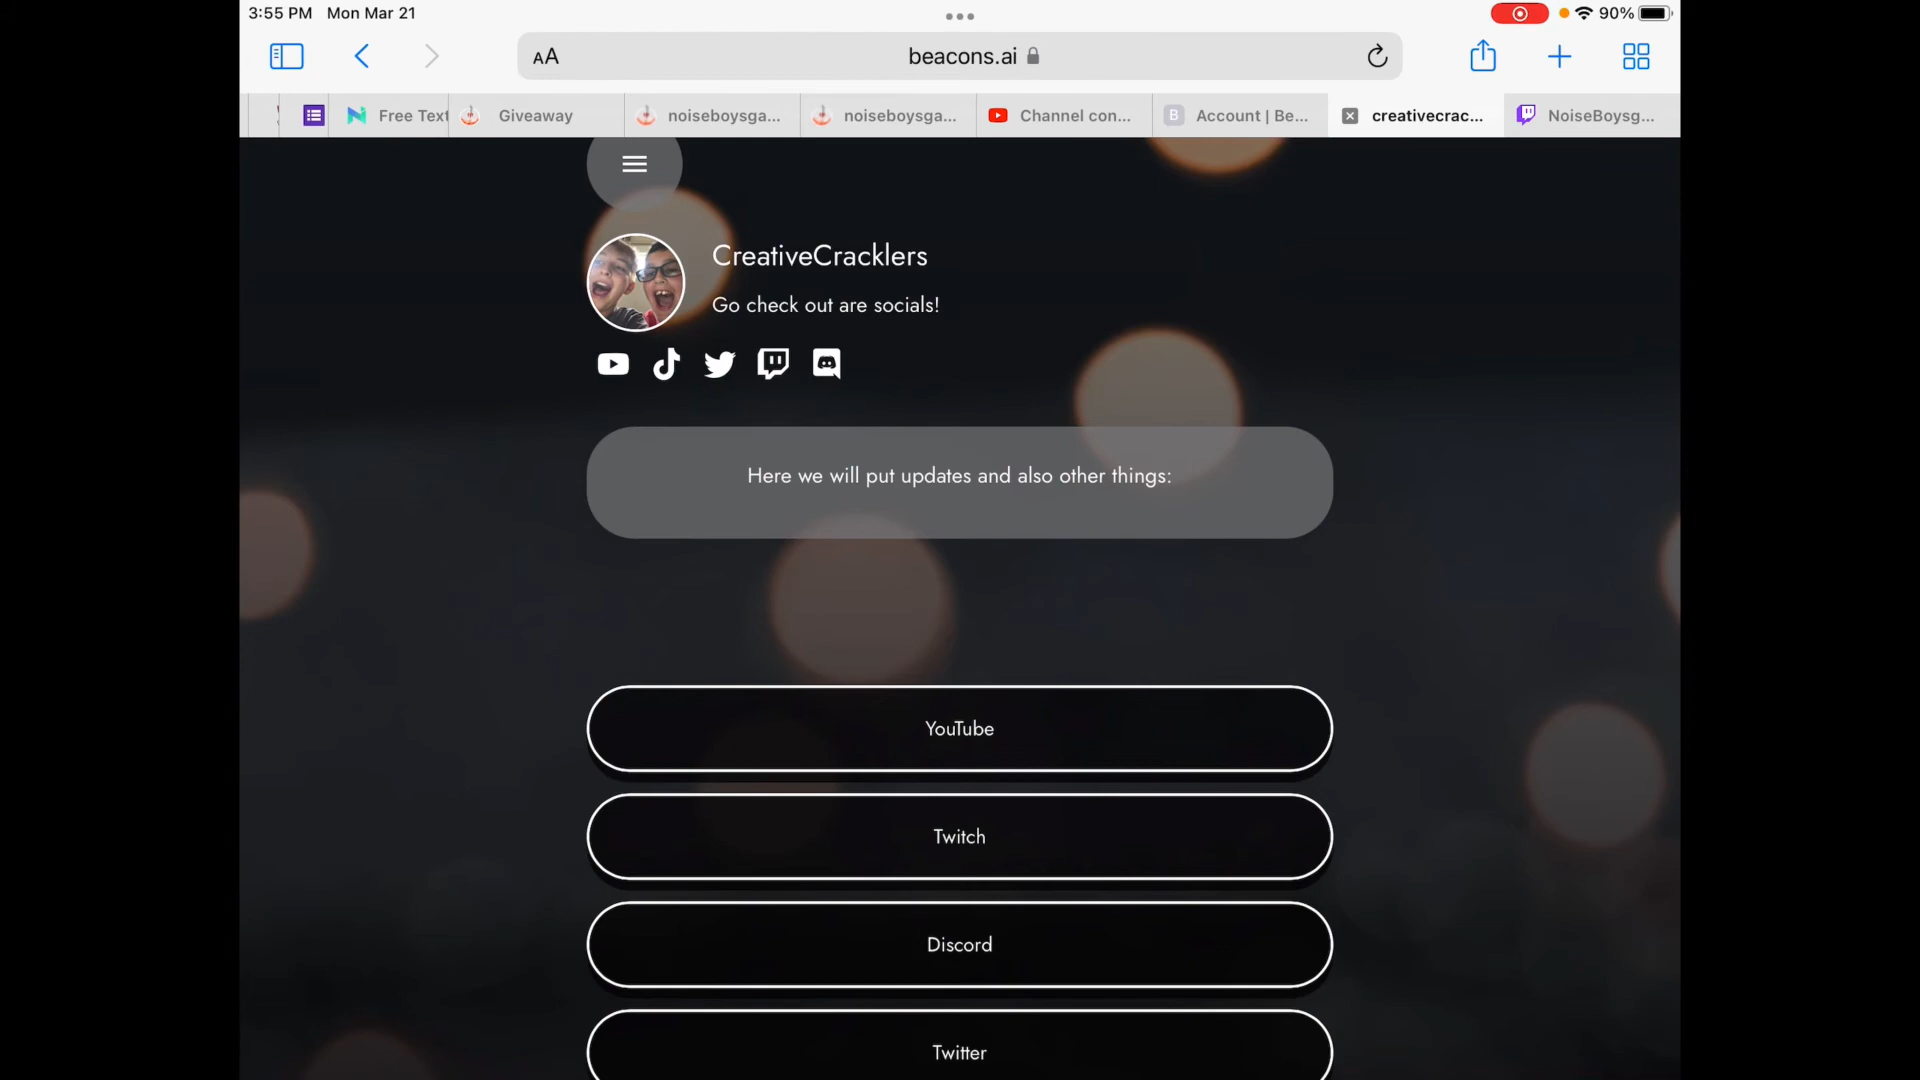 3:55 PM Mon Mar 21
90%
AA
beacons.ai
Free Text
Giveaway
noiseboysga...
noiseboysga...
Channel con...
B
Account | Be...
creativecrac...
NoiseBoysg...
CreativeCracklers
Go check out are socials!
Here we will put updates and also other things:
YouTube
Twitch
Discord
Twitter